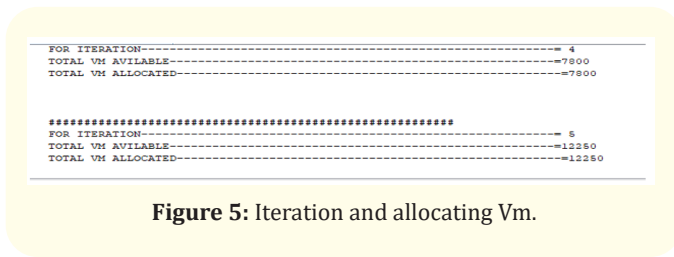 FOR ITERATION----------------------------------------------------------= 4
TOTAL VM AVILABLE------------------------------------------------------=7800
TOTAL VM ALLOCATED-----------------------------------------------------=7800
#########################################################
FOR ITERATION----------------------------------------------------------= 5
TOTAL VM AVILABLE------------------------------------------------------=12250
TOTAL VM ALLOCATED------------------------------------------------------=12250
Figure 5: Iteration and allocating Vm.